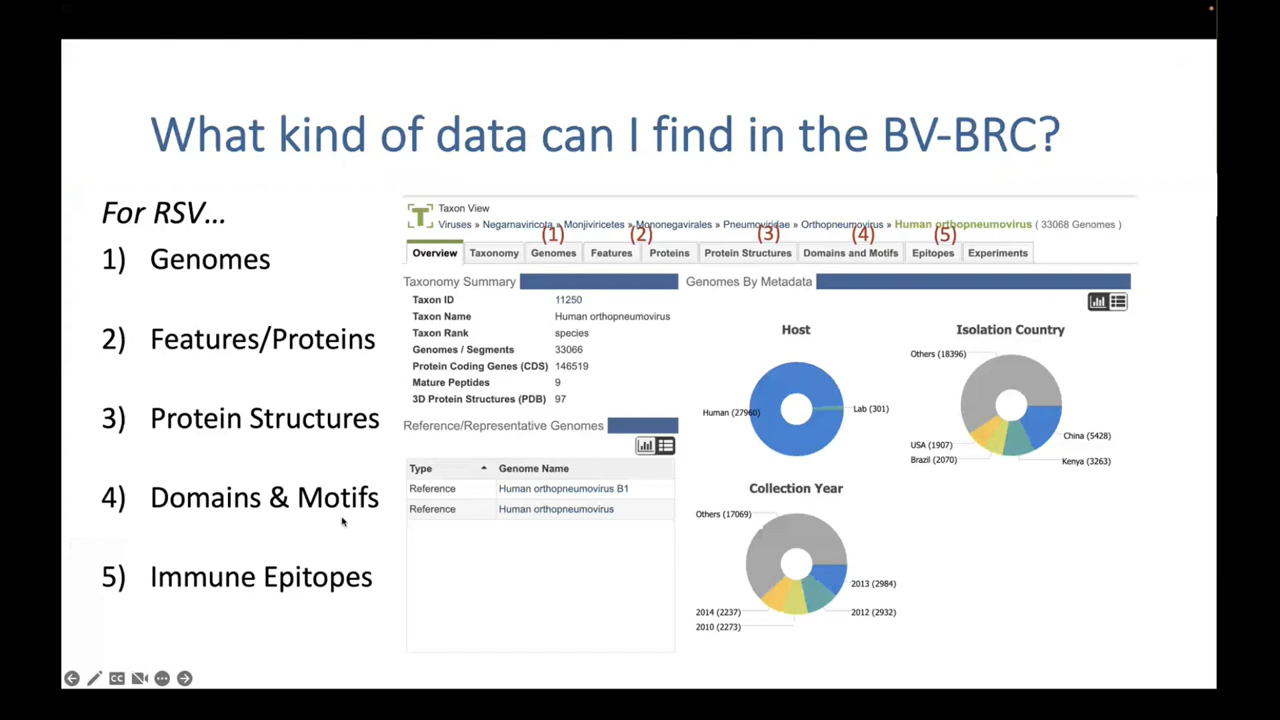 What kind of data can I find in the BV-BRC?
For RSV...
1) Genomes
2) Features/Proteins
3) Protein Structures
4) Domains & Motifs
5) Immune Epitopes
T
Taxon View
Viruses » Negarnaviricota » Monjiviricetes » Mononegavirales » Pneumoviridae » Orthopneumovirus » Human orthopneumovirus ( 33068 Genomes )
(1) (2) (3) (4) (5)
Overview Taxonomy Genomes Features Proteins Protein Structures Domains and Motifs Epitopes Experiments
Taxonomy Summary
Taxon ID 11250
Taxon Name Human orthopneumovirus
Taxon Rank species
Genomes / Segments 33066
Protein Coding Genes (CDS) 146519
Mature Peptides 9
3D Protein Structures (PDB) 97
Reference/Representative Genomes
Type Genome Name
Reference Human orthopneumovirus B1
Reference Human orthopneumovirus
Genomes By Metadata
Host
Human (27960)
Lab (301)
Isolation Country
Others (18396)
China (5428)
USA (1907)
Brazil (2070)
Kenya (3263)
Collection Year
Others (17069)
2013 (2984)
2014 (2237)
2012 (2932)
2010 (2273)
CC